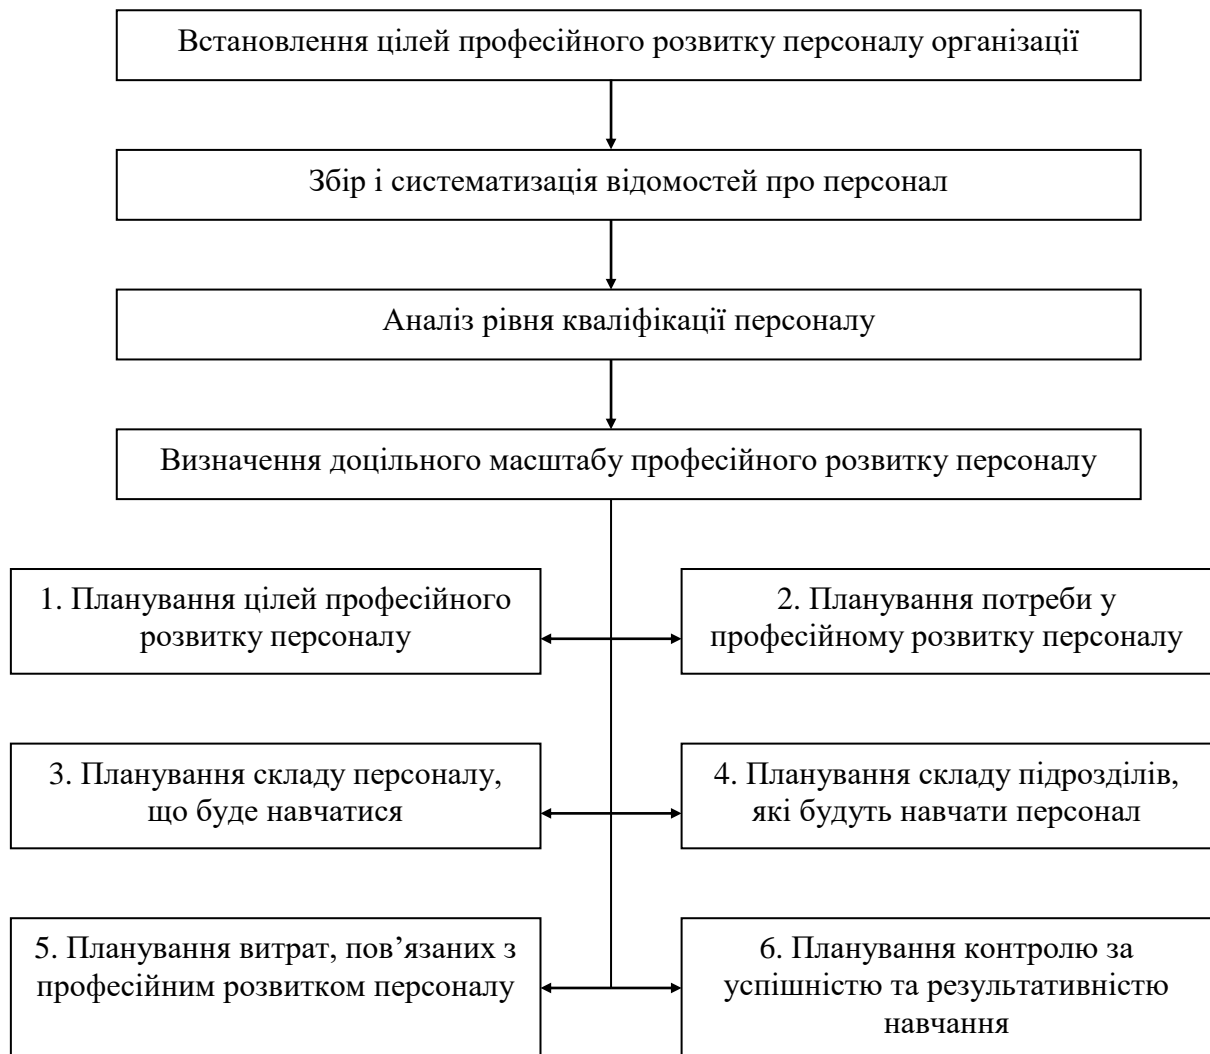 Встановлення цілей професійного розвитку персоналу організації
Збір і систематизація відомостей про персонал
Аналіз рівня кваліфікації персоналу
Визначення доцільного масштабу професійного розвитку персоналу
1. Планування цілей професійного
розвитку персоналу
2. Планування потреби у
професійному розвитку персоналу
3. Планування складу персоналу,
що буде навчатися
4. Планування складу підрозділів,
які будуть навчати персонал
5. Планування витрат, пов’язаних з
професійним розвитком персоналу
6. Планування контролю за
успішністю та результативністю
навчання